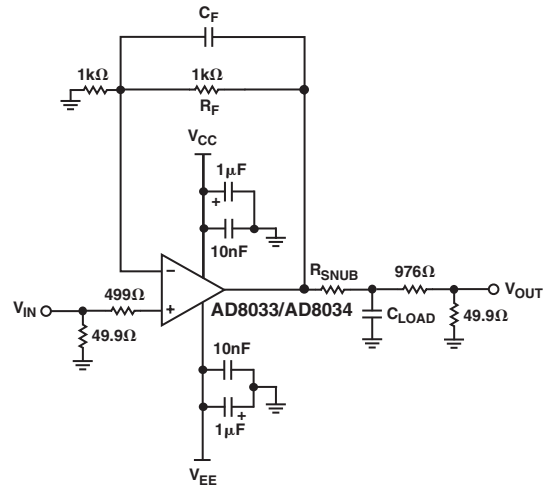 C_F
1kΩ
1kΩ
R_F
V_CC
1μF
+
10nF
R_SNUB
976Ω
V_OUT
499Ω
−
+
AD8033/AD8034
V_IN
49.9Ω
C_LOAD
49.9Ω
10nF
1μF
+
V_EE